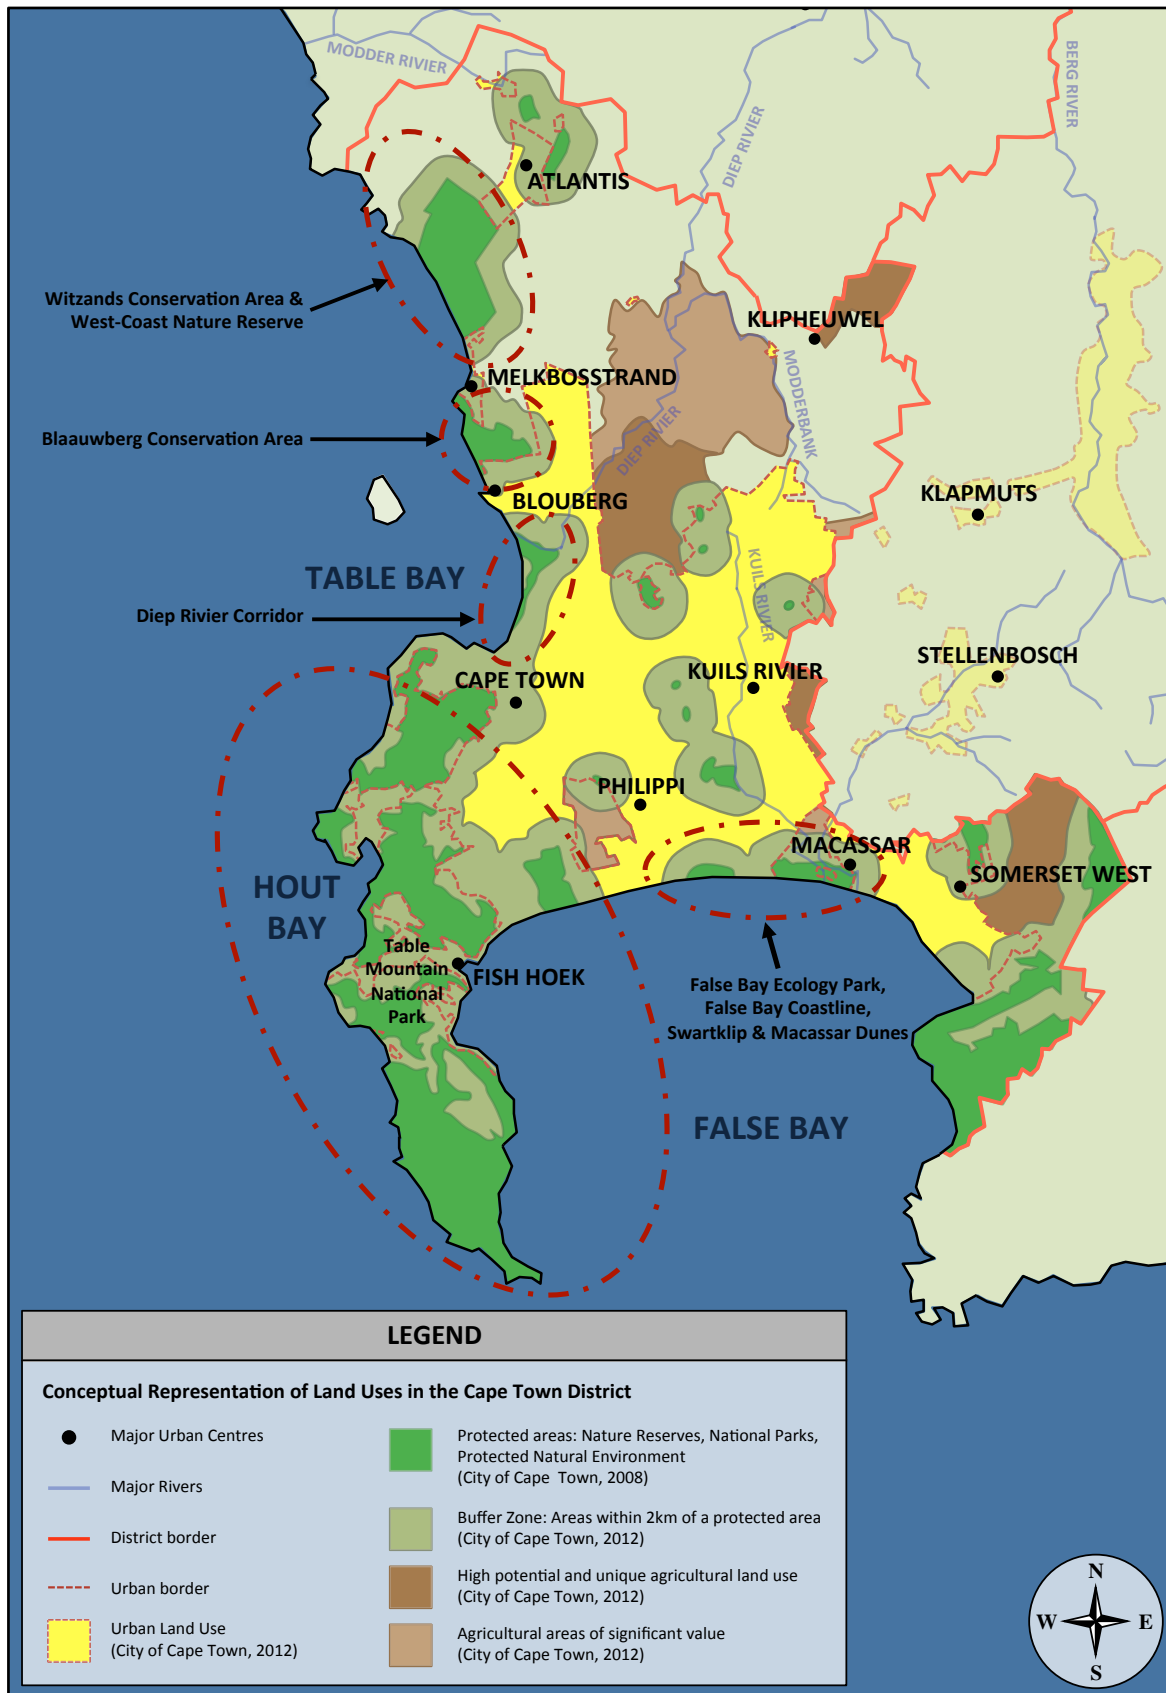 MODDER RIVIER
BERG RIVER
DIEP RIVIER
ATLANTIS
Witzands Conservation Area &
West-Coast Nature Reserve
KLIPHEUWEL
MELKBOSSTRAND
MODDERBANK
DIEP RIVIER
Blaauwberg Conservation Area
BLOUBERG
KLAPMUTS
TABLE BAY
KUILS RIVIER
Diep Rivier Corridor
CAPE TOWN
KUILS RIVIER
STELLENBOSCH
PHILIPPI
MACASSAR
SOMERSET WEST
HOUT
BAY
Table
Mountain
National
Park
FISH HOEK
False Bay Ecology Park,
False Bay Coastline,
Swartklip & Macassar Dunes
FALSE BAY
LEGEND
Conceptual Representation of Land Uses in the Cape Town District
Major Urban Centres
Major Rivers
District border
Urban border
Urban Land Use
(City of Cape Town, 2012)
Protected areas: Nature Reserves, National Parks,
Protected Natural Environment
(City of Cape Town, 2008)
Buffer Zone: Areas within 2km of a protected area
(City of Cape Town, 2012)
High potential and unique agricultural land use
(City of Cape Town, 2012)
Agricultural areas of significant value
(City of Cape Town, 2012)
N
W
E
S